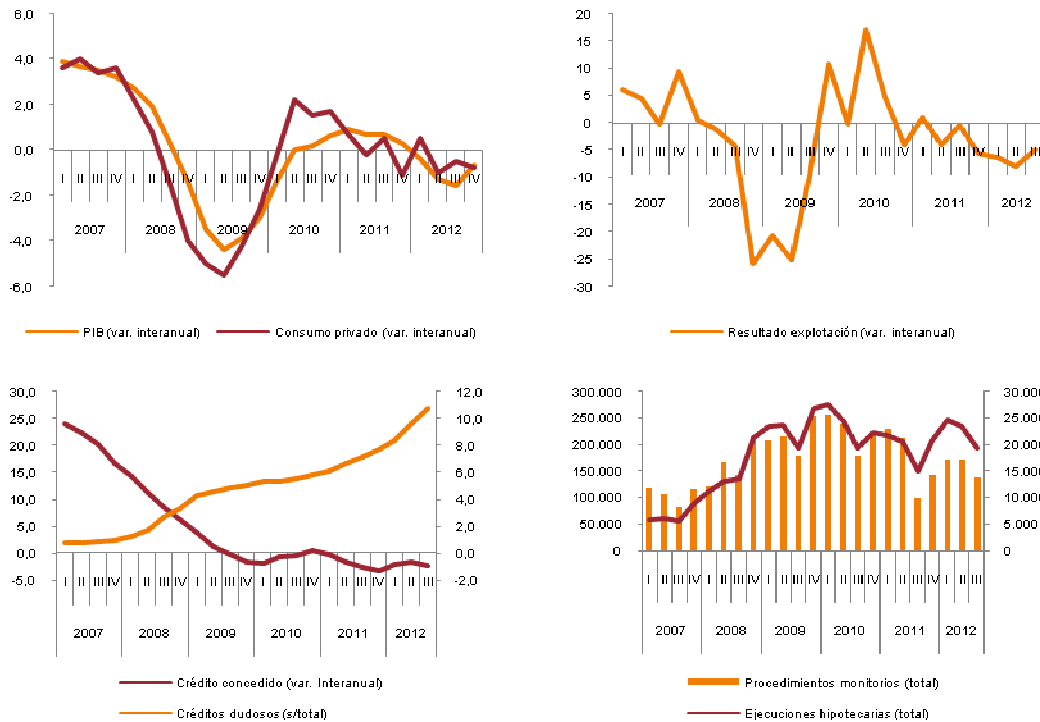 6,0
4,0
2,0
0,0
-2,0
-4,0
-6,0
I II III IV I II III IV I II III IV I II III IV I II III IV I II III IV
2007 2008 2009 2010 2011 2012
PIB (var. interanual) Consumo privado (var. interanual)
20
15
10
5
0
-5
-10
-15
-20
-25
-30
I II III IV I II III IV I II III IV I II III IV I II III IV I II III
2007 2008 2009 2010 2011 2012
Resultado explotación (var. interanual)
30,0 12,0
25,0 10,0
20,0 8,0
15,0 6,0
10,0 4,0
5,0 2,0
0,0 0,0
-5,0 -2,0
I II III IV I II III IV I II III IV I II III IV I II III IV I II III
2007 2008 2009 2010 2011 2012
Crédito concedido (var. Interanual)
Créditos dudosos (s/total)
300.000 30.000
250.000 25.000
200.000 20.000
150.000 15.000
100.000 10.000
50.000 5.000
0 0
I II III IV I II III IV I II III IV I II III IV I II III IV I II III
2007 2008 2009 2010 2011 2012
Procedimientos monitorios (total)
Ejecuciones hipotecarias (total)